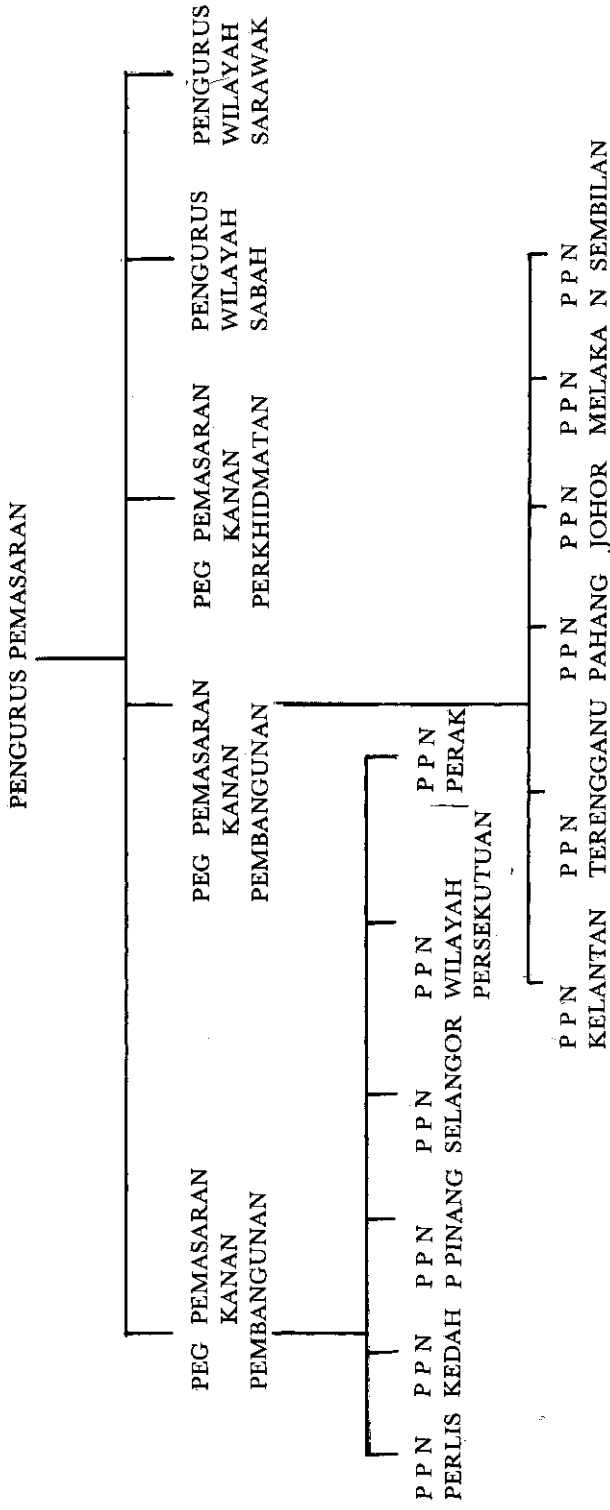 PENGURUS PEMASARAN
PEG PEMASARAN
KANAN
PEMBANGUNAN
PEG PEMASARAN
KANAN
PEMBANGUNAN
PEG PEMASARAN
KANAN
PERKHIDMATAN
PENGURUS
WILAYAH
SABAH
PENGURUS
WILAYAH
SARAWAK
P P N
PERLIS
P P N
KEDAH
P P N
P PINANG
P P N
SELANGOR
P P N
WILAYAH
PERSEKUTUAN
P P N
PERAK
P P N
KELANTAN
P P N
TERENGGANU
P P N
PAHANG
P P N
JOHOR
P P N
MELAKA
P P N
N SEMBILAN